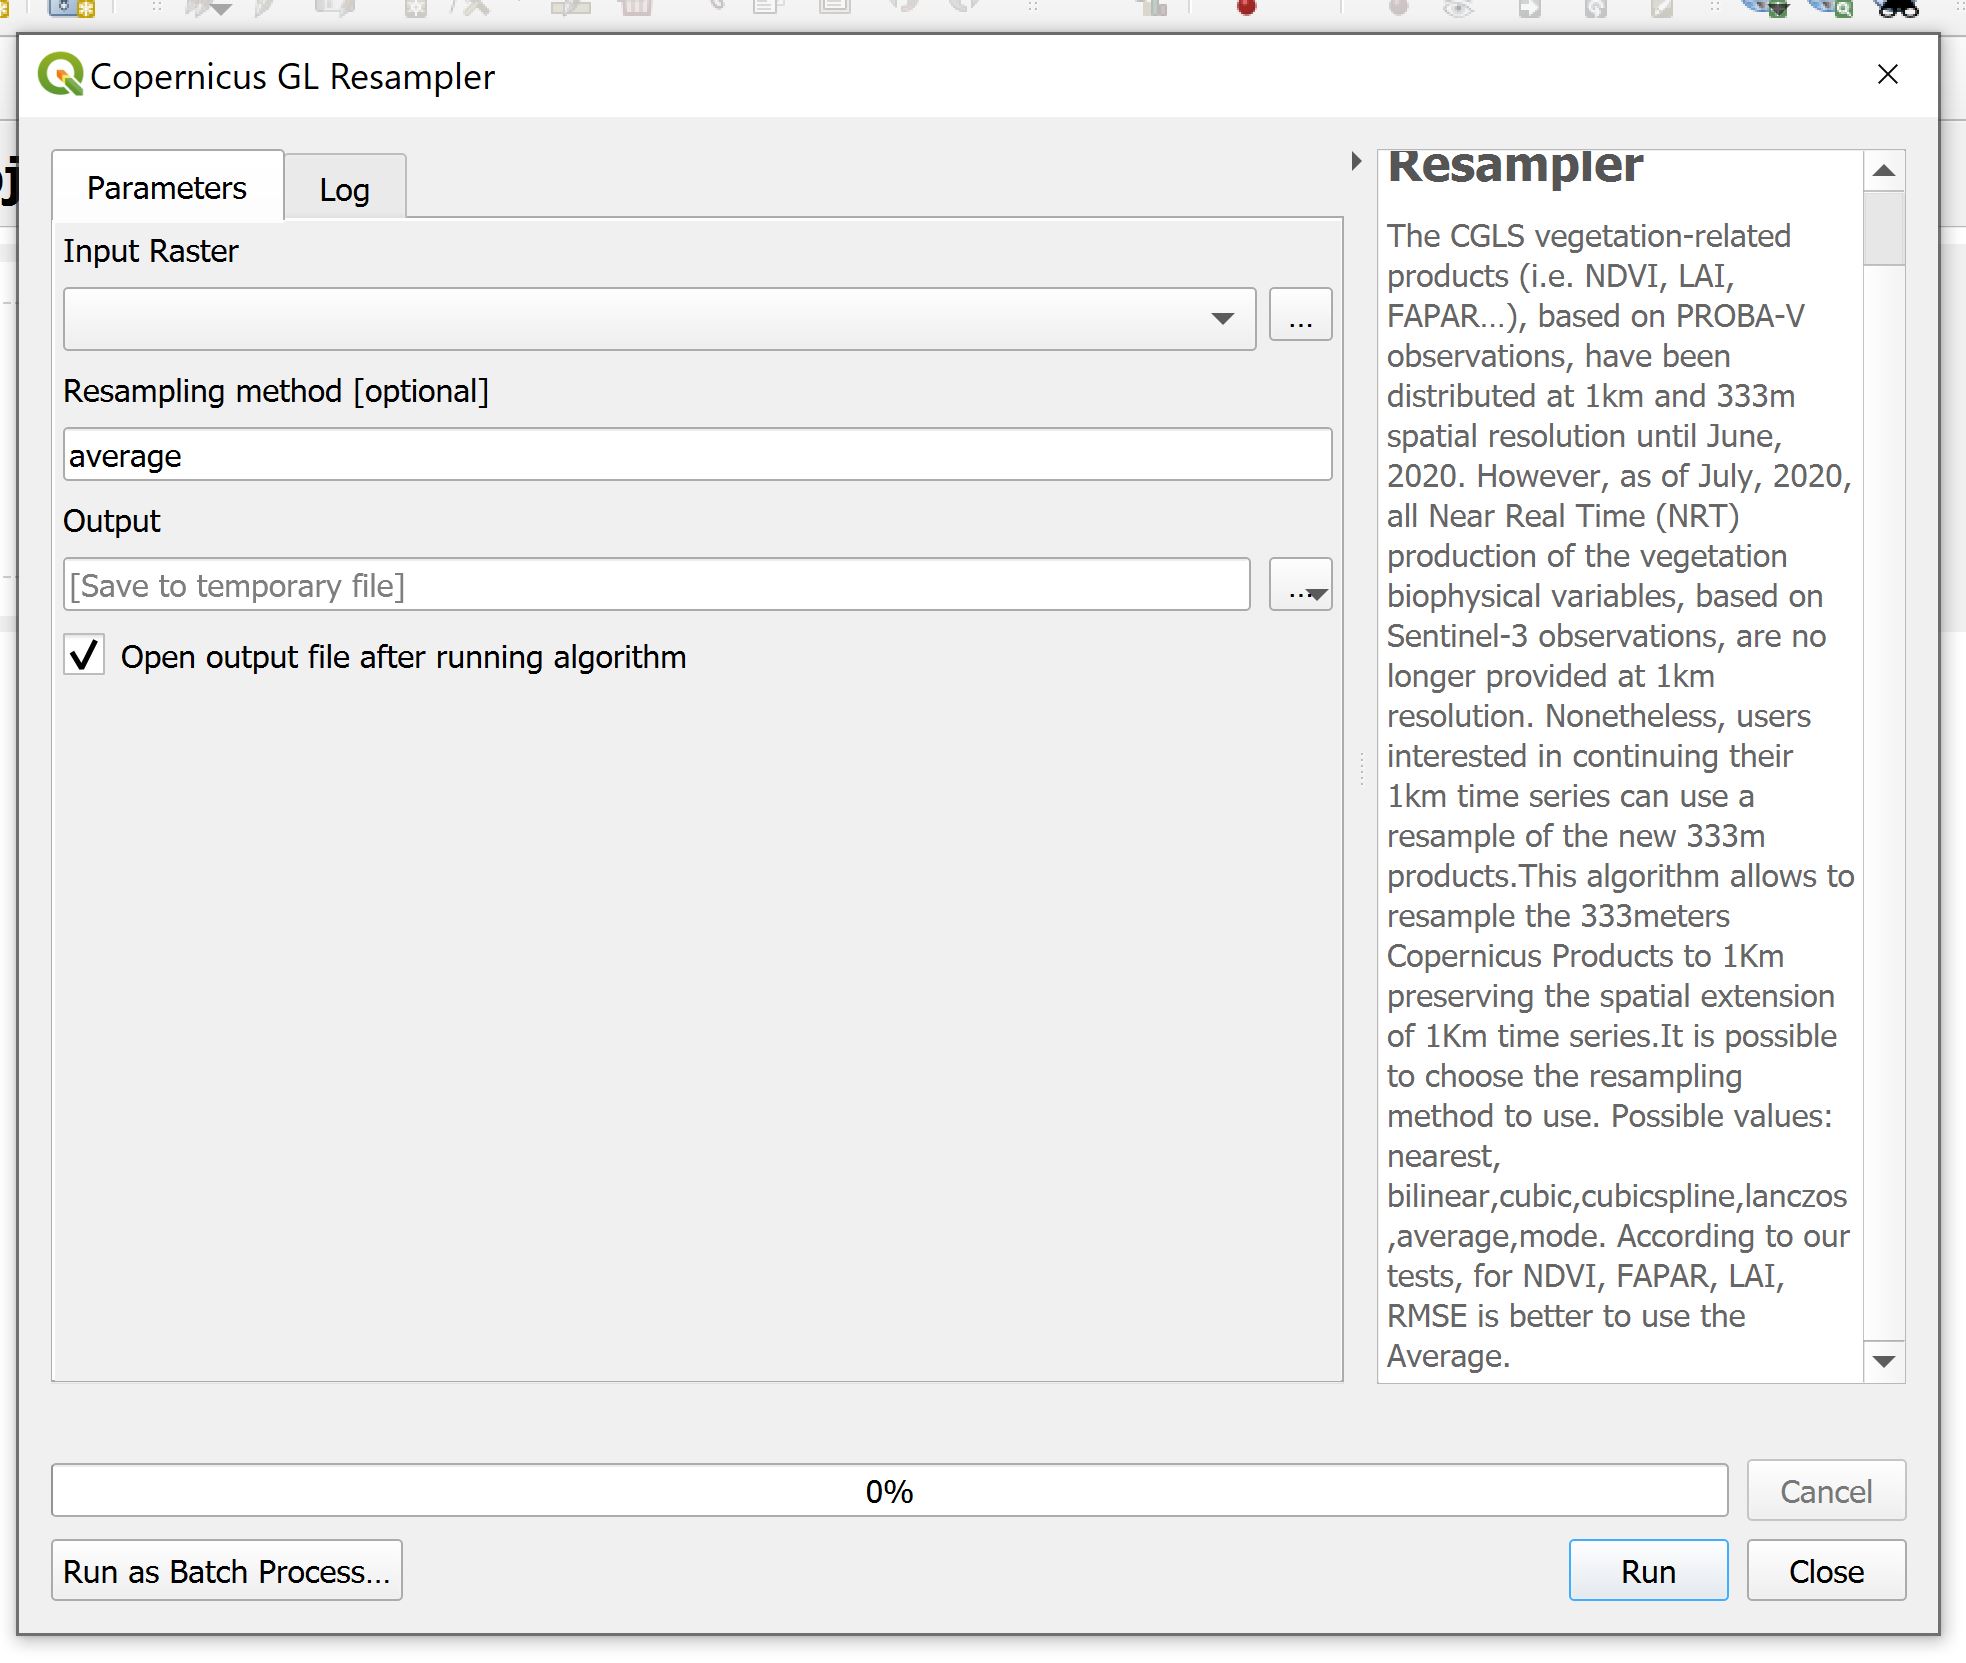 Copernicus GL Resampler
Parameters
Log
Input Raster
...
Resampling method [optional]
average
Output
[Save to temporary file]
...
Open output file after running algorithm
Resampler
The CGLS vegetation-related
products (i.e. NDVI, LAI,
FAPAR...), based on PROBA-V
observations, have been
distributed at 1km and 333m
spatial resolution until June,
2020. However, as of July, 2020,
all Near Real Time (NRT)
production of the vegetation
biophysical variables, based on
Sentinel-3 observations, are no
longer provided at 1km
resolution. Nonetheless, users
interested in continuing their
1km time series can use a
resample of the new 333m
products.This algorithm allows to
resample the 333meters
Copernicus Products to 1Km
preserving the spatial extension
of 1Km time series.It is possible
to choose the resampling
method to use. Possible values:
nearest,
bilinear,cubic,cubicspline,lanczos
,average,mode. According to our
tests, for NDVI, FAPAR, LAI,
RMSE is better to use the
Average.
0%
Cancel
Run as Batch Process...
Run
Close